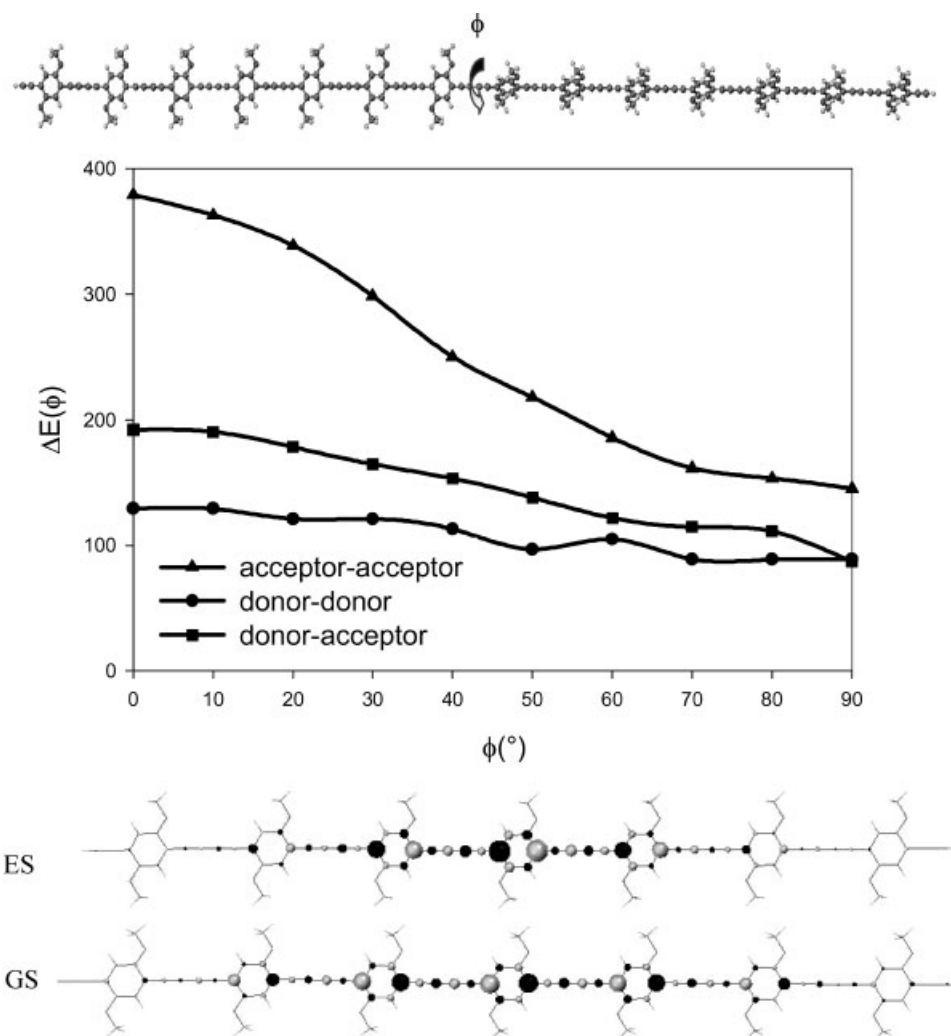 ϕ
400
300
200
100
0
ΔE(ϕ)
acceptor-acceptor
donor-donor
donor-acceptor
0 10 20 30 40 50 60 70 80 90
ϕ(°)
ES
GS